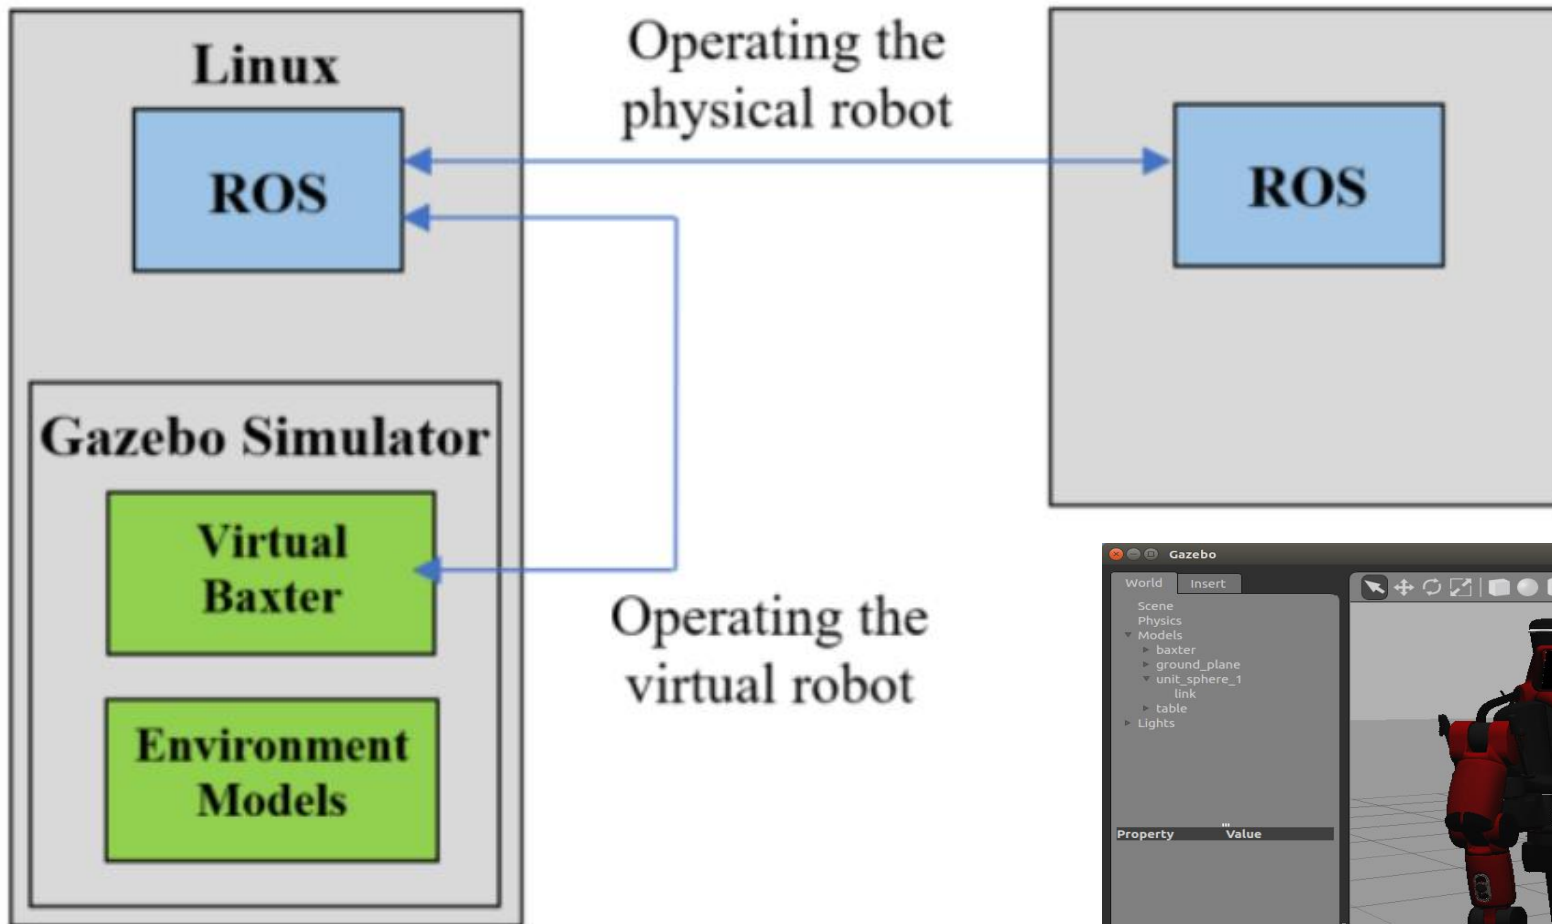 Linux
ROS
Operating the
physical robot
ROS
Gazebo Simulator
Virtual
Baxter
Environment
Models
Operating the
virtual robot
Gazebo
World Insert
Scene
Physics
Models
baxter
ground_plane
unit_sphere_1
link
table
Lights
Property Value